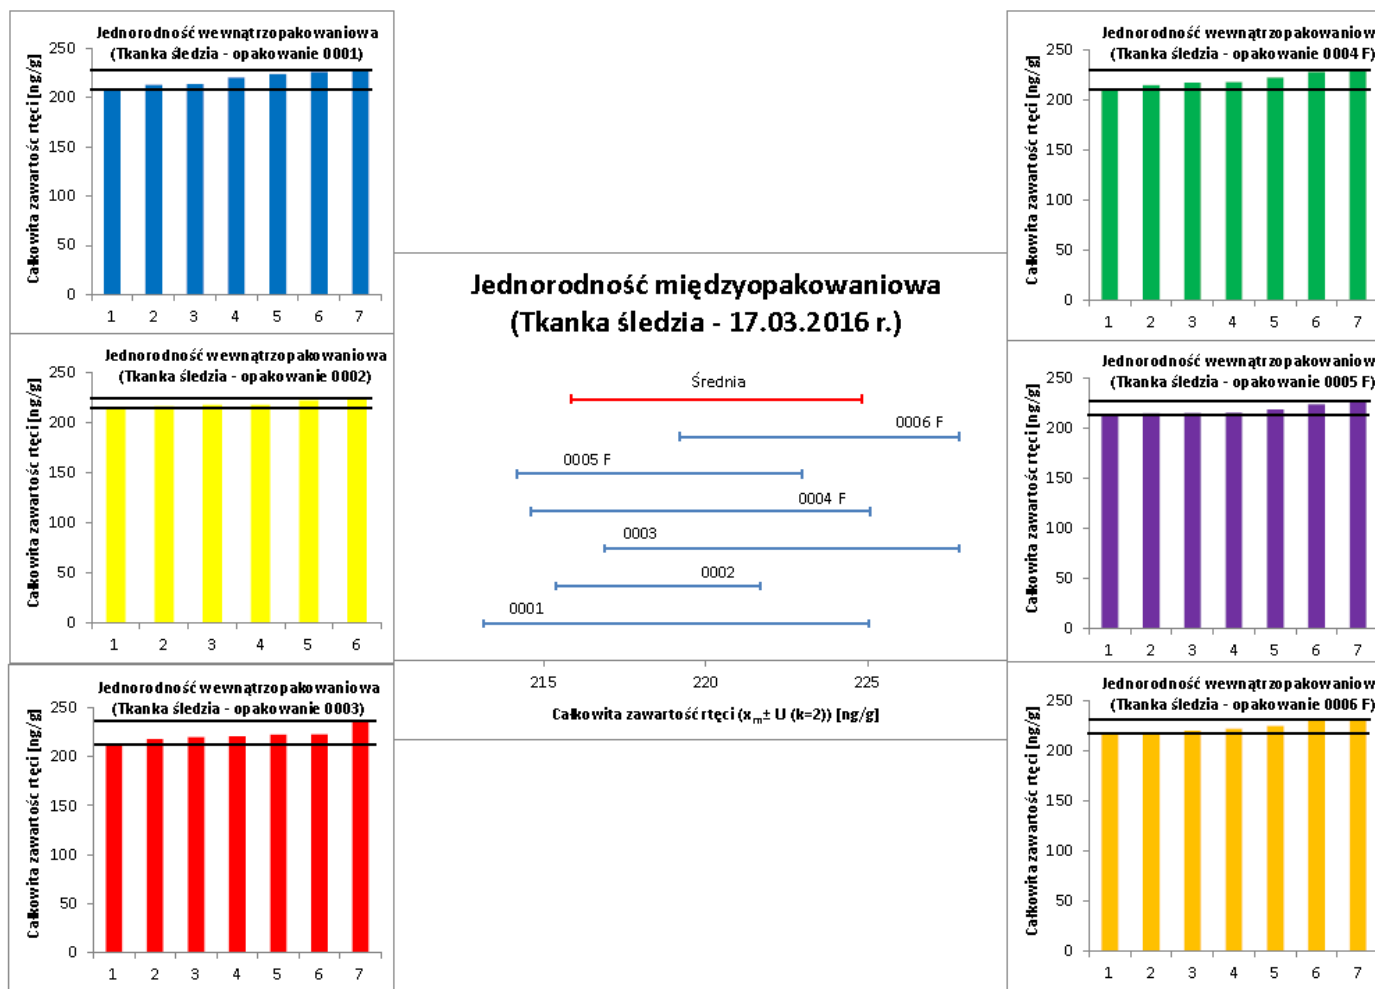 Jednorodność wewnątrzopakowaniowa
(Tkanka śledzia - opakowanie 0001)
Całkowita zawartośc rtęci [ng/g]
250
200
150
100
50
0
1 2 3 4 5 6 7
Jednorodność wewnątrzopakowaniowa
(Tkanka śledzia - opakowanie 0002)
Całkowita zawartośc rtęci [ng/g]
250
200
150
100
50
0
1 2 3 4 5 6
Jednorodność wewnątrzopakowaniowa
(Tkanka śledzia - opakowanie 0003)
Całkowita zawartośc rtęci [ng/g]
250
200
150
100
50
0
1 2 3 4 5 6 7
Jednorodność międzyopakowaniowa
(Tkanka śledzia - 17.03.2016 r.)
Średnia
0006 F
0005 F
0004 F
0003
0002
0001
215 220 225
Całkowita zawartość rtęci (xm± U (k=2)) [ng/g]
Jednorodność wewnątrzopakowaniow
(Tkanka śledzia - opakowanie 0004 F)
Całkowita zawartośc rtęci [ng/g]
250
200
150
100
50
0
1 2 3 4 5 6 7
Jednorodność wewnątrzopakowaniow
(Tkanka śledzia - opakowanie 0005 F)
Całkowita zawartośc rtęci [ng/g]
250
200
150
100
50
0
1 2 3 4 5 6 7
Jednorodność wewnątrzopakowaniow
(Tkanka śledzia - opakowanie 0006 F)
Całkowita zawartośc rtęci [ng/g]
250
200
150
100
50
0
1 2 3 4 5 6 7